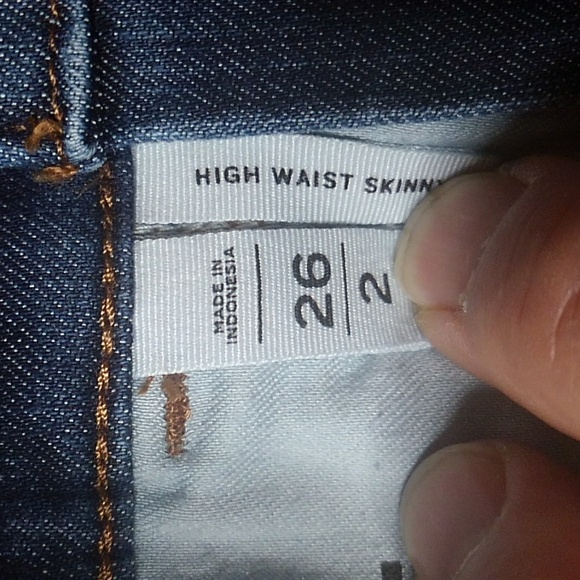 HIGH WAIST SKINNY
MADE IN
INDONESIA
26
2